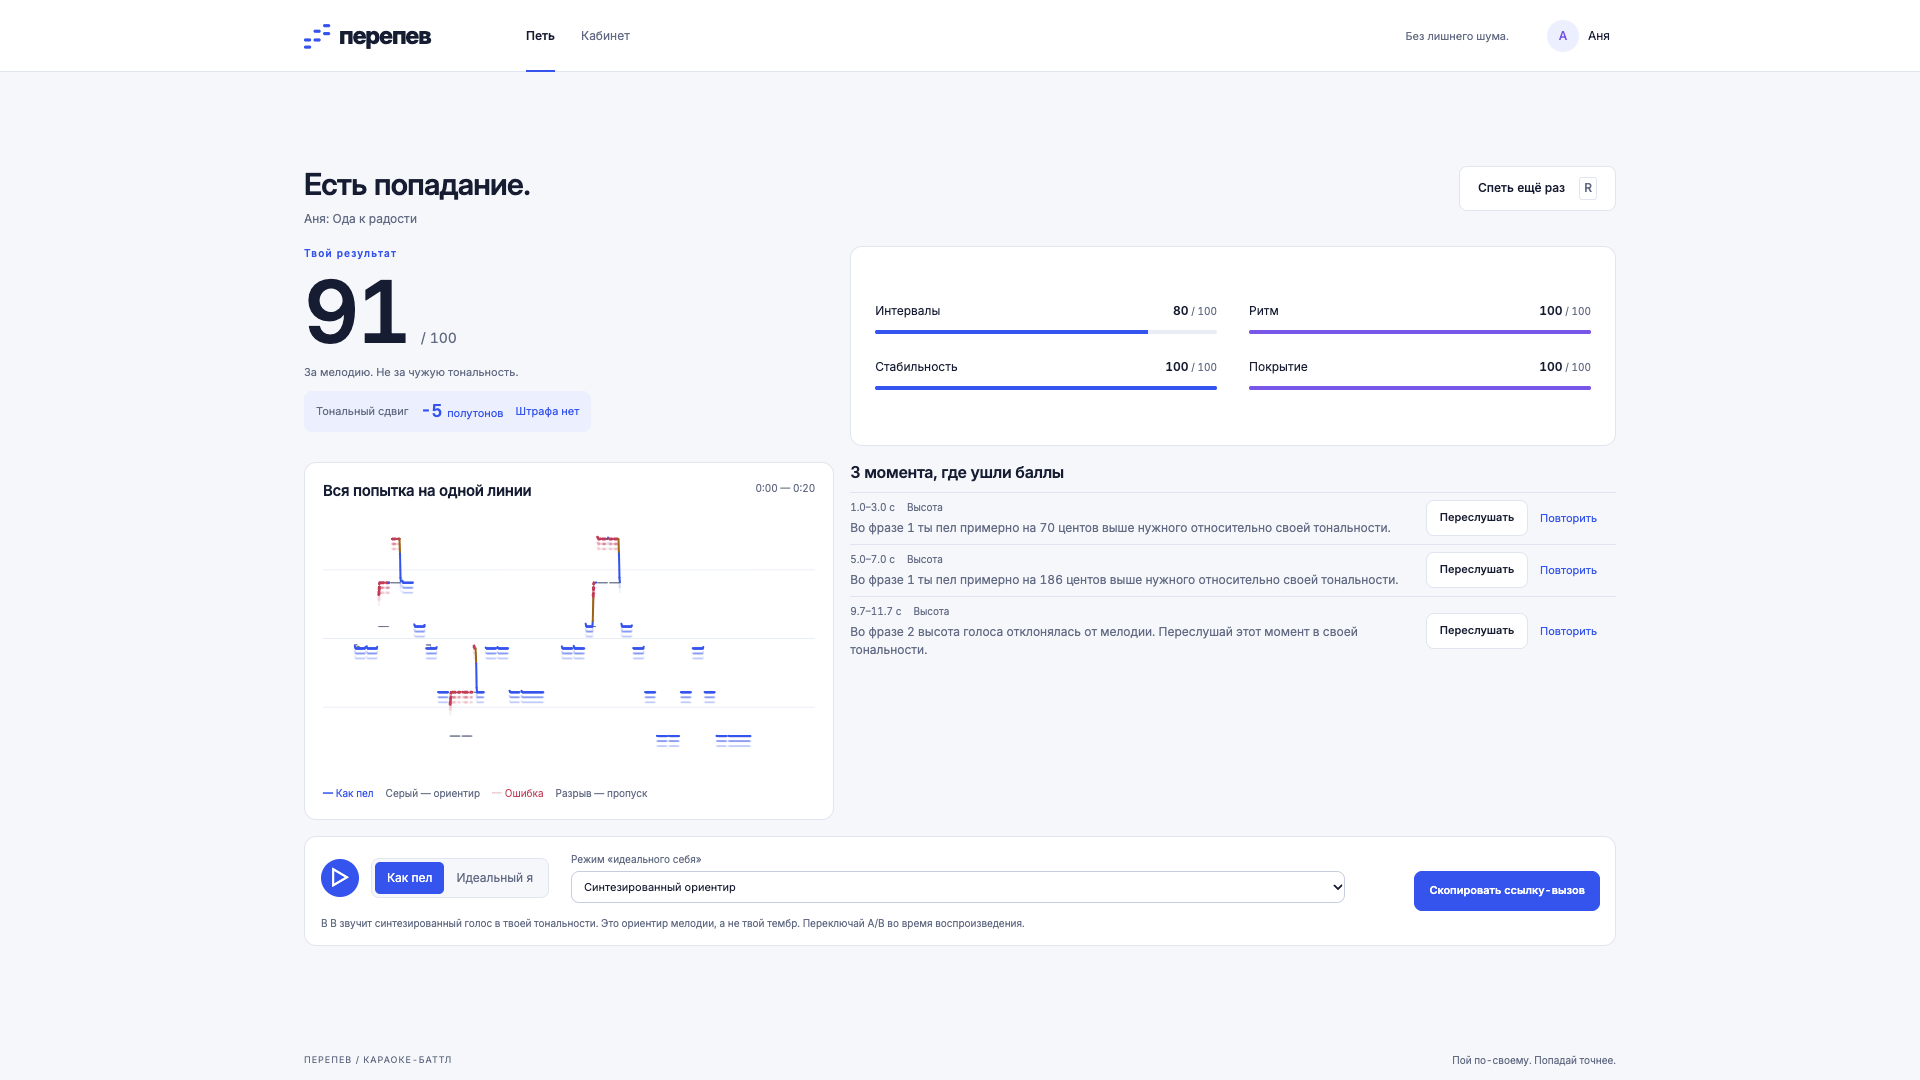 перепев
Петь
Кабинет
Без лишнего шума.
А
Аня
Есть попадание.
Аня: Ода к радости
Спеть ещё раз R
Твой результат
91 / 100
За мелодию. Не за чужую тональность.
Тональный сдвиг -5 полутонов Штрафа нет
Интервалы 80 / 100
Ритм 100 / 100
Стабильность 100 / 100
Покрытие 100 / 100
Вся попытка на одной линии 0:00 — 0:20
— Как пел Серый — ориентир — Ошибка Разрыв — пропуск
3 момента, где ушли баллы
1.0–3.0 с Высота
Во фразе 1 ты пел примерно на 70 центов выше нужного относительно своей тональности.
Переслушать Повторить
5.0–7.0 с Высота
Во фразе 1 ты пел примерно на 186 центов выше нужного относительно своей тональности.
Переслушать Повторить
9.7–11.7 с Высота
Во фразе 2 высота голоса отклонялась от мелодии. Переслушай этот момент в своей
тональности.
Переслушать Повторить
Как пел Идеальный я
Режим «идеального себя»
Синтезированный ориентир
Скопировать ссылку-вызов
В B звучит синтезированный голос в твоей тональности. Это ориентир мелодии, а не твой тембр. Переключай A/B во время воспроизведения.
ПЕРЕПЕВ / КАРАОКЕ-БАТТЛ
Пой по-своему. Попадай точнее.